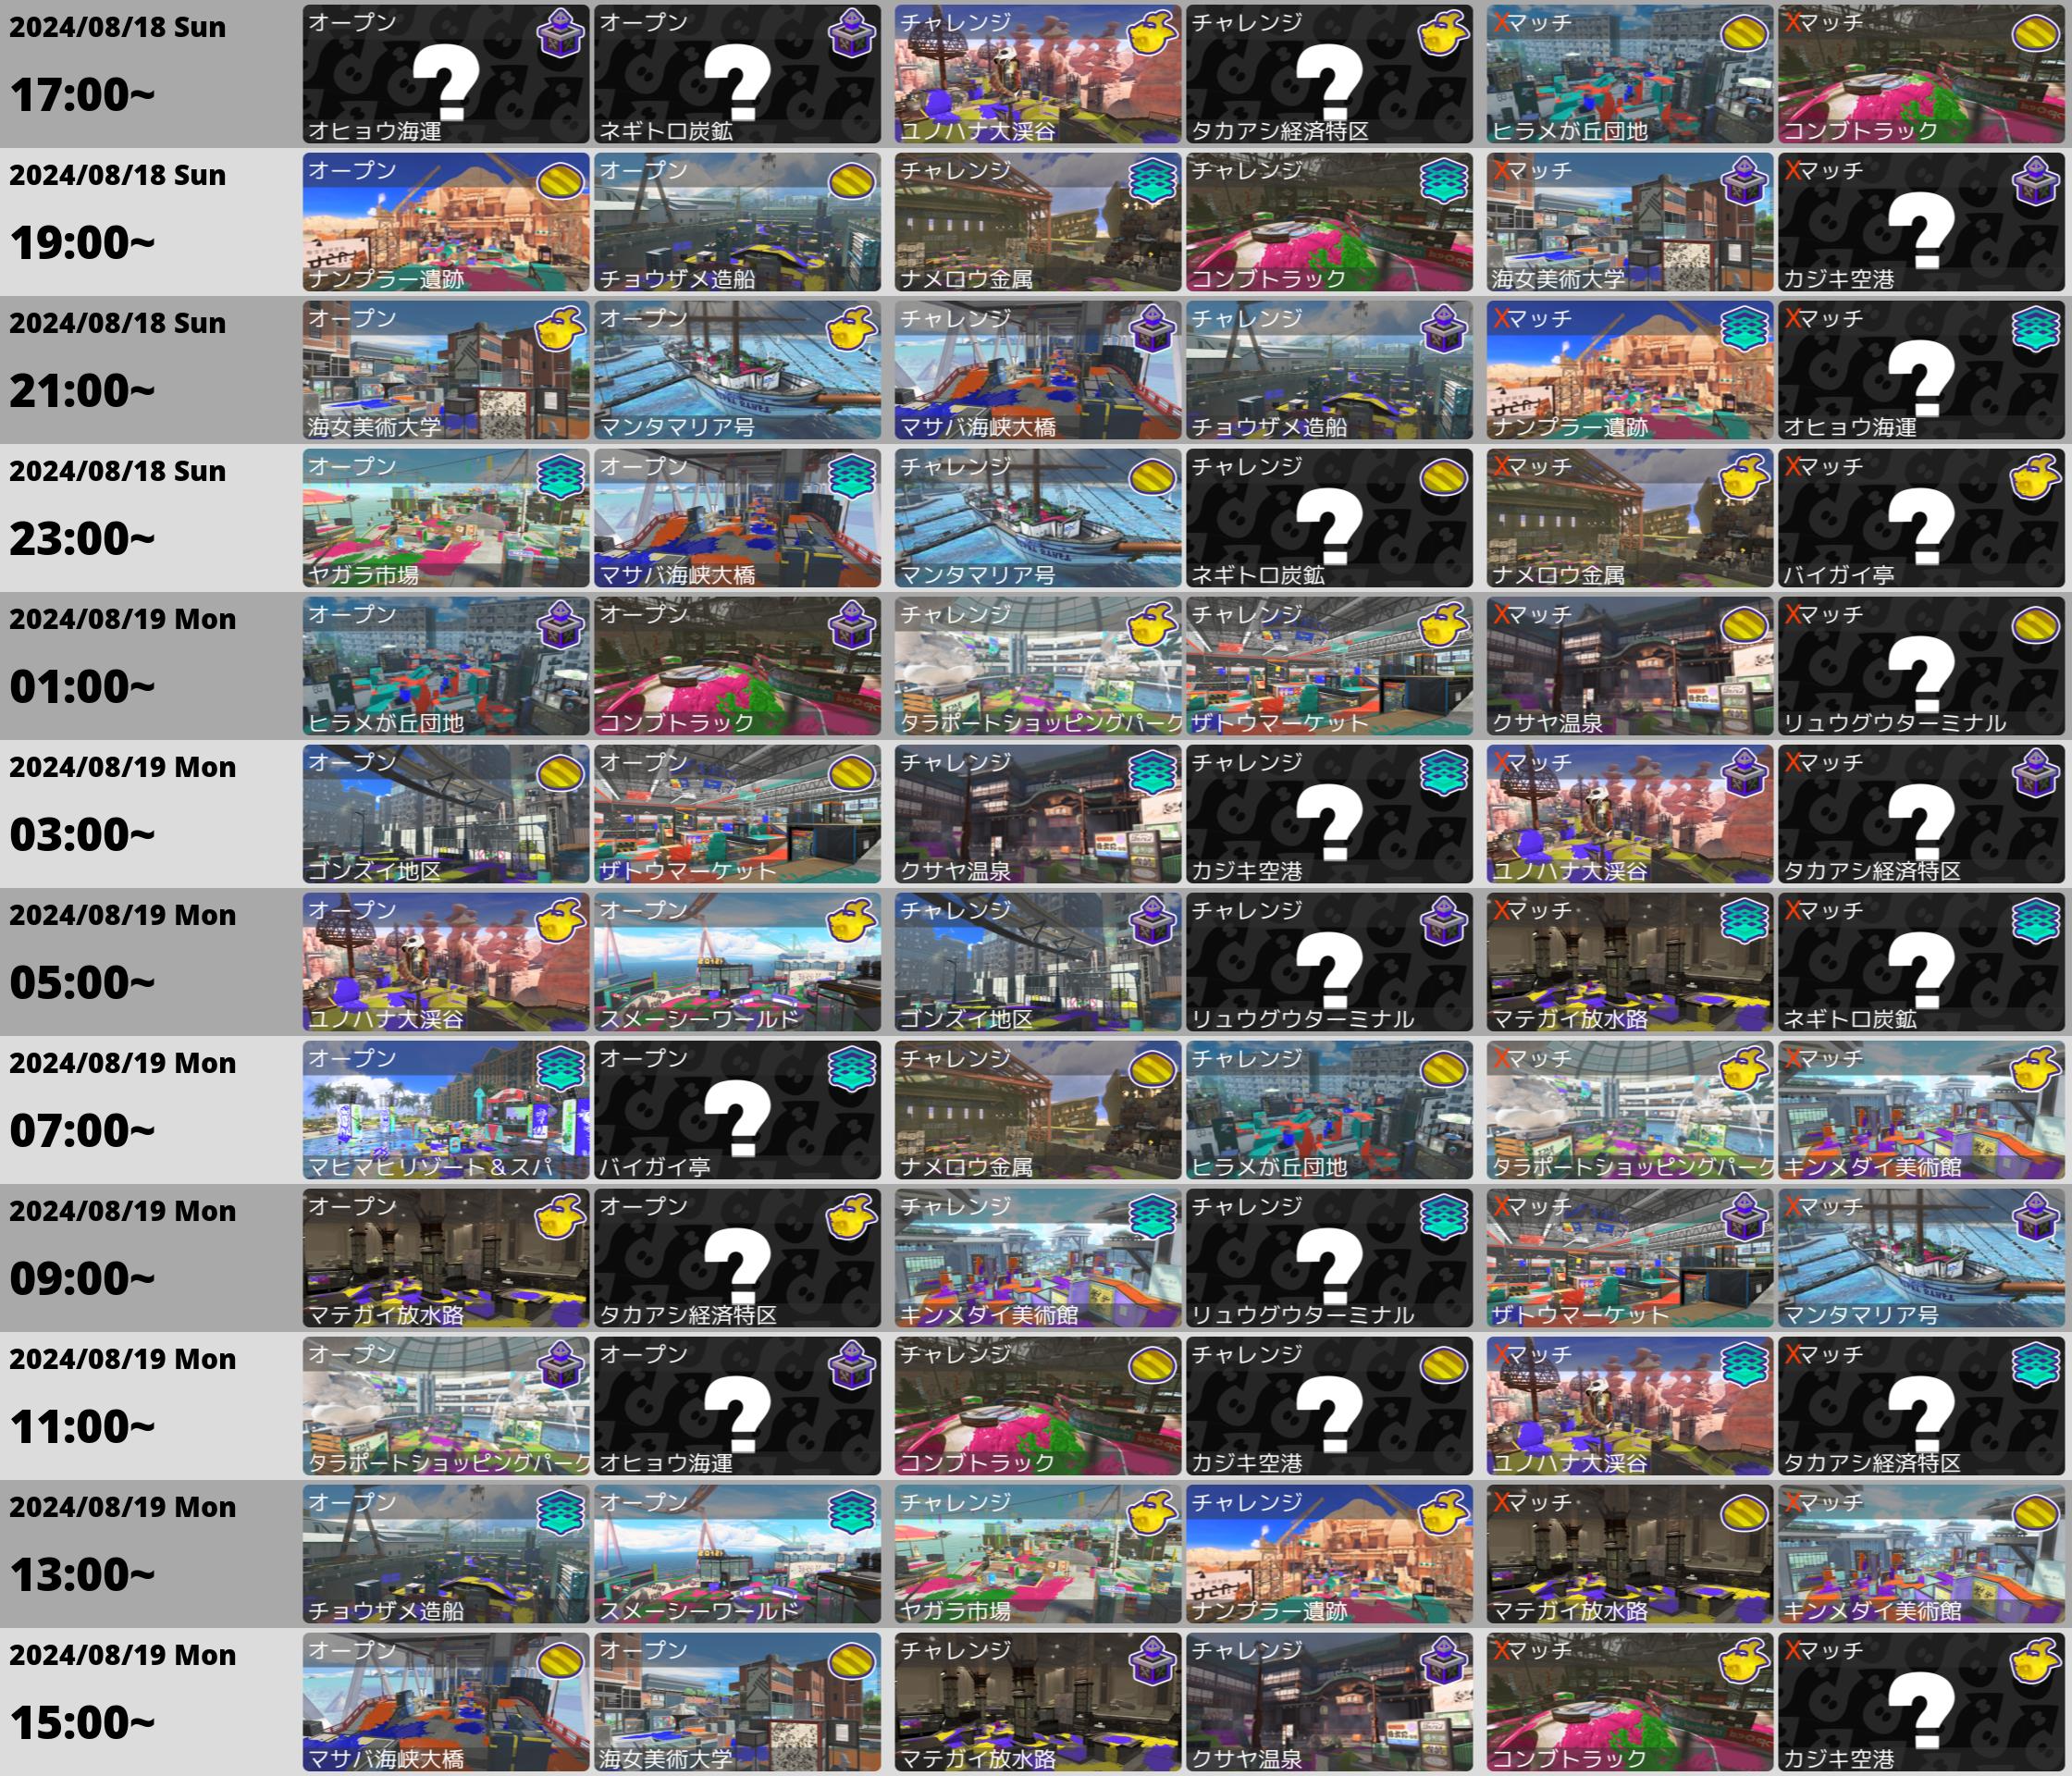 2024/08/18 Sun
17:00~
オープン オープン チャレンジ チャレンジ Xマッチ Xマッチ
オヒョウ海運 ネギトロ炭鉱 ユノハナ大渓谷 タカアシ経済特区 ヒラメが丘団地 コンブトラック
2024/08/18 Sun
19:00~
オープン オープン チャレンジ チャレンジ Xマッチ Xマッチ
ナンプラー遺跡 チョウザメ造船 ナメロウ金属 コンブトラック 海女美術大学 カジキ空港
2024/08/18 Sun
21:00~
オープン オープン チャレンジ チャレンジ Xマッチ Xマッチ
海女美術大学 マンタマリア号 マサバ海峡大橋 チョウザメ造船 ナンプラー遺跡 オヒョウ海運
2024/08/18 Sun
23:00~
オープン オープン チャレンジ チャレンジ Xマッチ Xマッチ
ヤガラ市場 マサバ海峡大橋 マンタマリア号 ネギトロ炭鉱 ナメロウ金属 バイガイ亭
2024/08/19 Mon
01:00~
オープン オープン チャレンジ チャレンジ Xマッチ Xマッチ
ヒラメが丘団地 コンブトラック タラポートショッピングパーク ザトウマーケット クサヤ温泉 リュウグウターミナル
2024/08/19 Mon
03:00~
オープン オープン チャレンジ チャレンジ Xマッチ Xマッチ
ゴンズイ地区 ザトウマーケット クサヤ温泉 カジキ空港 ユノハナ大渓谷 タカアシ経済特区
2024/08/19 Mon
05:00~
オープン オープン チャレンジ チャレンジ Xマッチ Xマッチ
ユノハナ大渓谷 スメーシーワールド ゴンズイ地区 リュウグウターミナル マテガイ放水路 ネギトロ炭鉱
2024/08/19 Mon
07:00~
オープン オープン チャレンジ チャレンジ Xマッチ Xマッチ
マヒマヒリゾート＆スパ バイガイ亭 ナメロウ金属 ヒラメが丘団地 タラポートショッピングパーク キンメダイ美術館
2024/08/19 Mon
09:00~
オープン オープン チャレンジ チャレンジ Xマッチ Xマッチ
マテガイ放水路 タカアシ経済特区 キンメダイ美術館 リュウグウターミナル ザトウマーケット マンタマリア号
2024/08/19 Mon
11:00~
オープン オープン チャレンジ チャレンジ Xマッチ Xマッチ
タラポートショッピングパーク オヒョウ海運 コンブトラック カジキ空港 ユノハナ大渓谷 タカアシ経済特区
2024/08/19 Mon
13:00~
オープン オープン チャレンジ チャレンジ Xマッチ Xマッチ
チョウザメ造船 スメーシーワールド ヤガラ市場 ナンプラー遺跡 マテガイ放水路 キンメダイ美術館
2024/08/19 Mon
15:00~
オープン オープン チャレンジ チャレンジ Xマッチ Xマッチ
マサバ海峡大橋 海女美術大学 マテガイ放水路 クサヤ温泉 コンブトラック カジキ空港